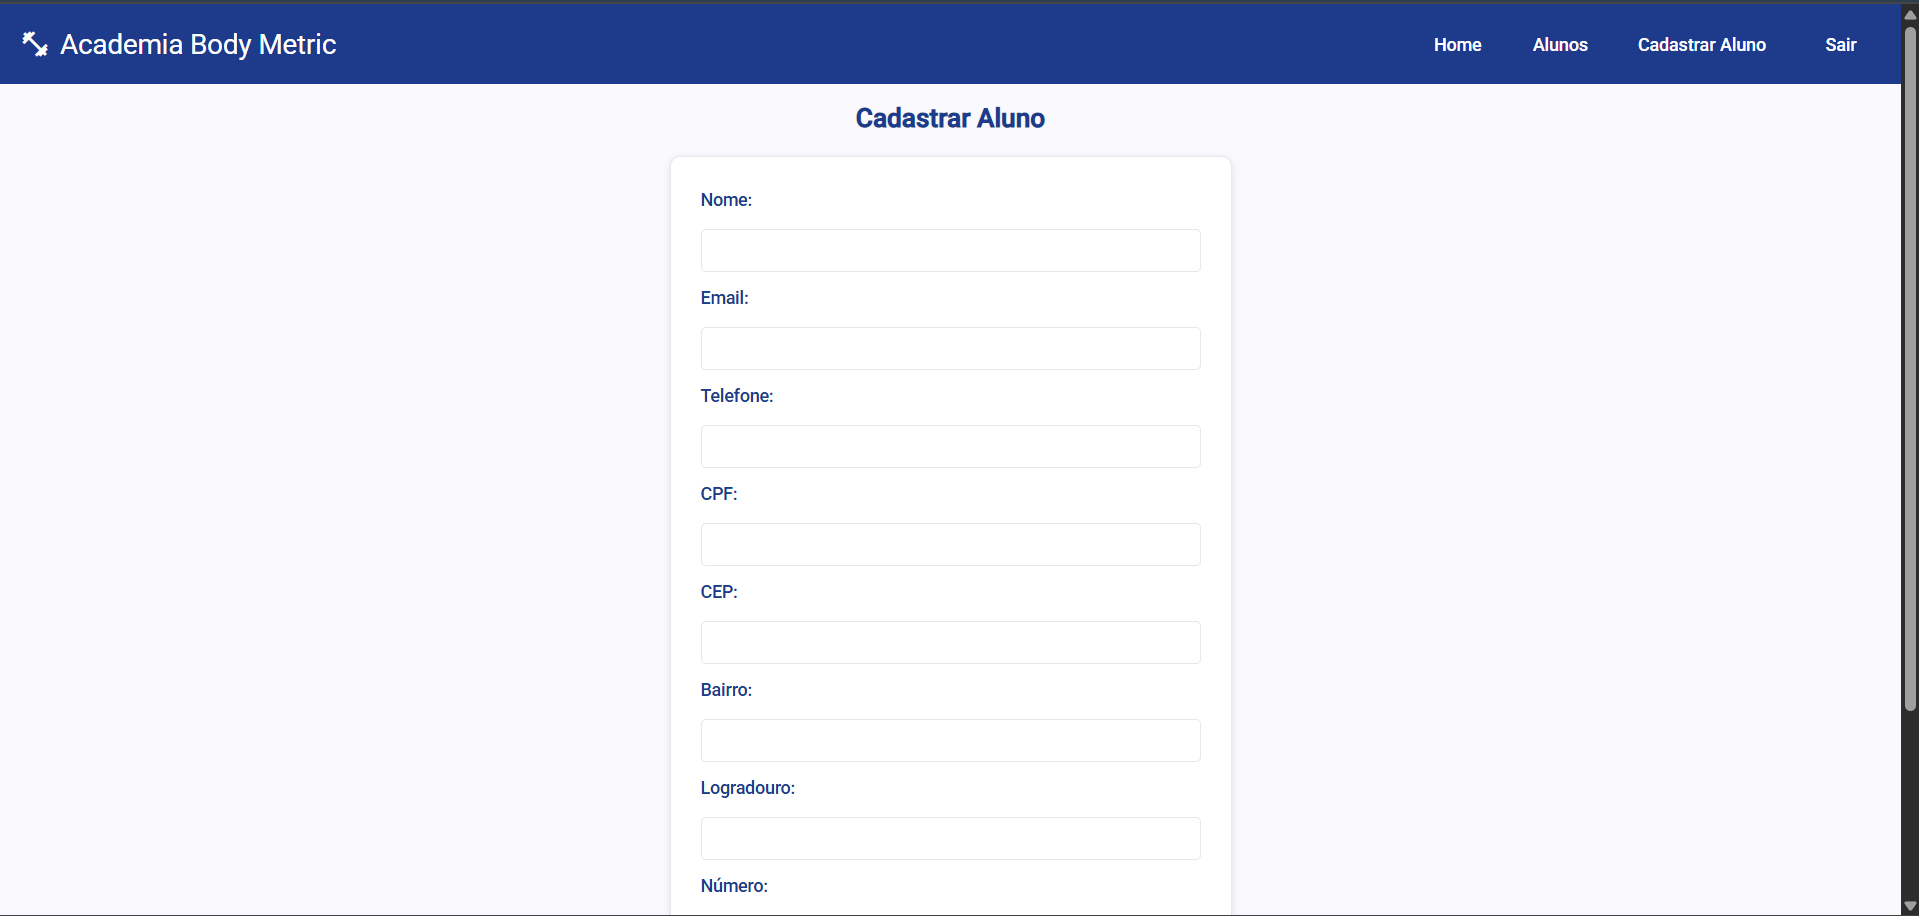 Academia Body Metric
Home Alunos Cadastrar Aluno Sair
Cadastrar Aluno
Nome:
Email:
Telefone:
CPF:
CEP:
Bairro:
Logradouro:
Número: